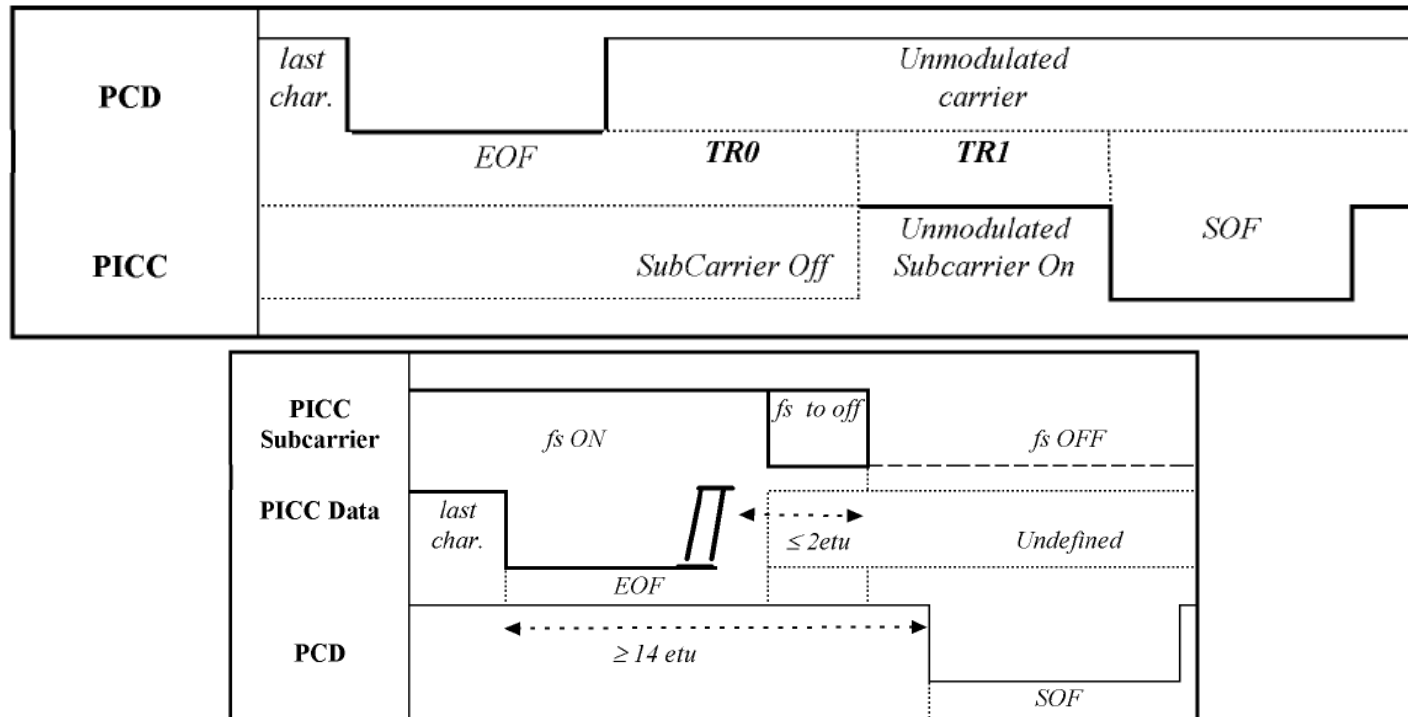 last
char.
Unmodulated
carrier
PCD
EOF
TR0
TR1
PICC
SubCarrier Off
Unmodulated
Subcarrier On
SOF
PICC
Subcarrier
fs ON
fs to off
fs OFF
PICC Data
last
char.
≤ 2etu
Undefined
EOF
PCD
≥ 14 etu
SOF